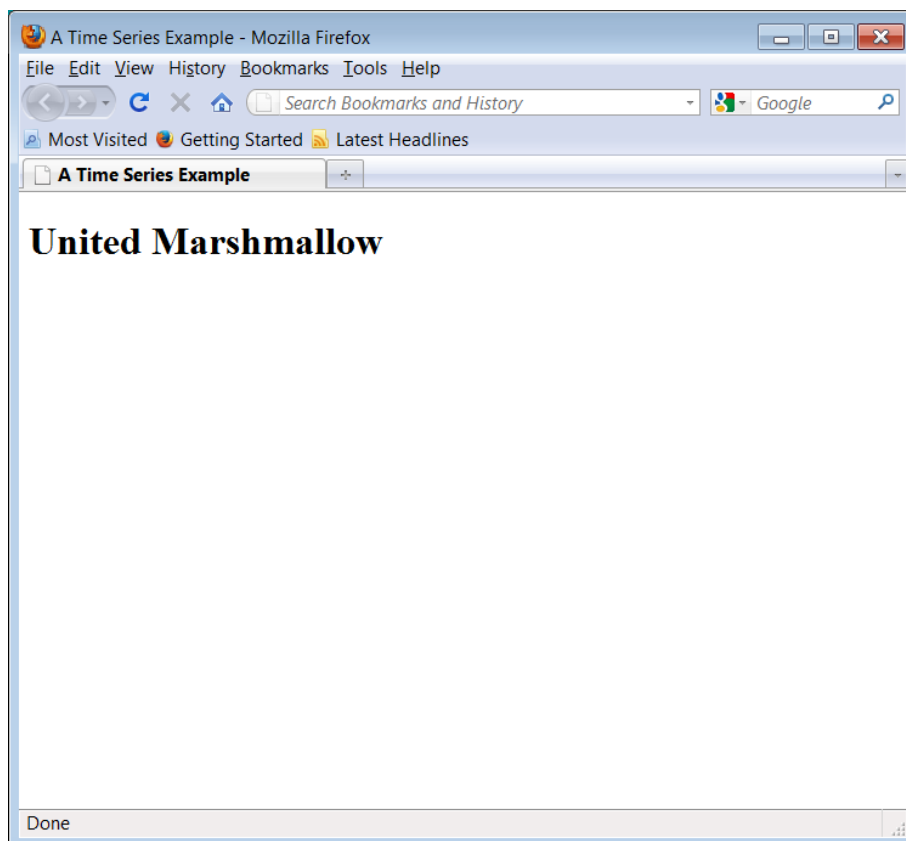 A Time Series Example - Mozilla Firefox
File Edit View History Bookmarks Tools Help
Search Bookmarks and History Google
Most Visited Getting Started Latest Headlines
A Time Series Example
United Marshmallow
Done